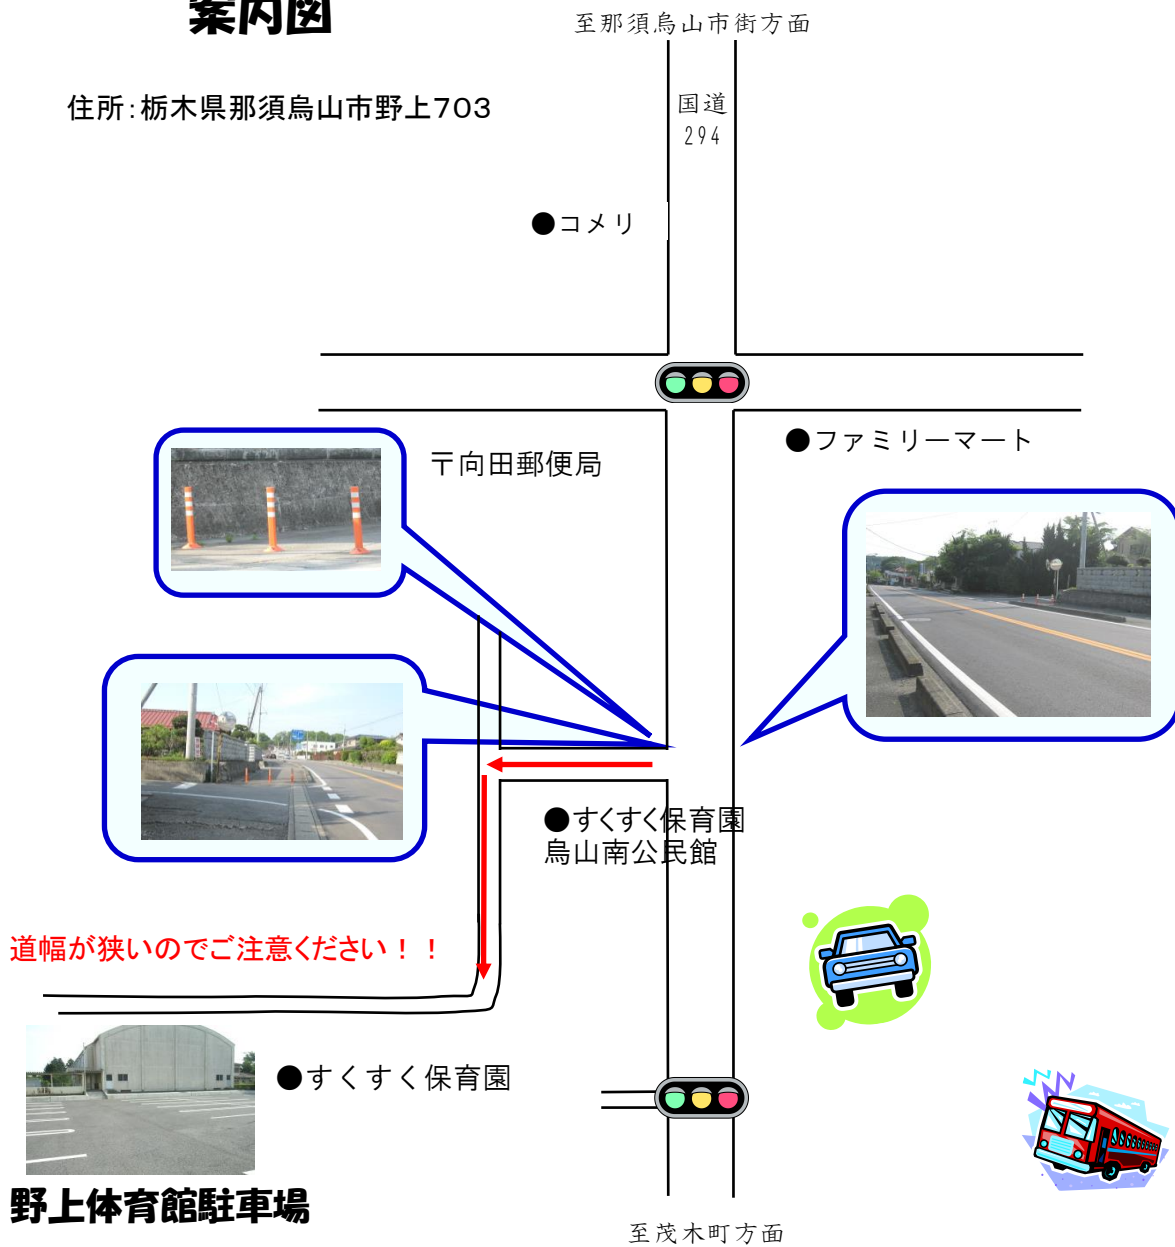 案内図
至那須烏山市街方面
住所：栃木県那須烏山市野上７０３
国道
294
●コメリ
●ファミリーマート
〒向田郵便局
●すくすく保育園
烏山南公民館
道幅が狭いのでご注意ください！！
●すくすく保育園
野上体育館駐車場
至茂木町方面